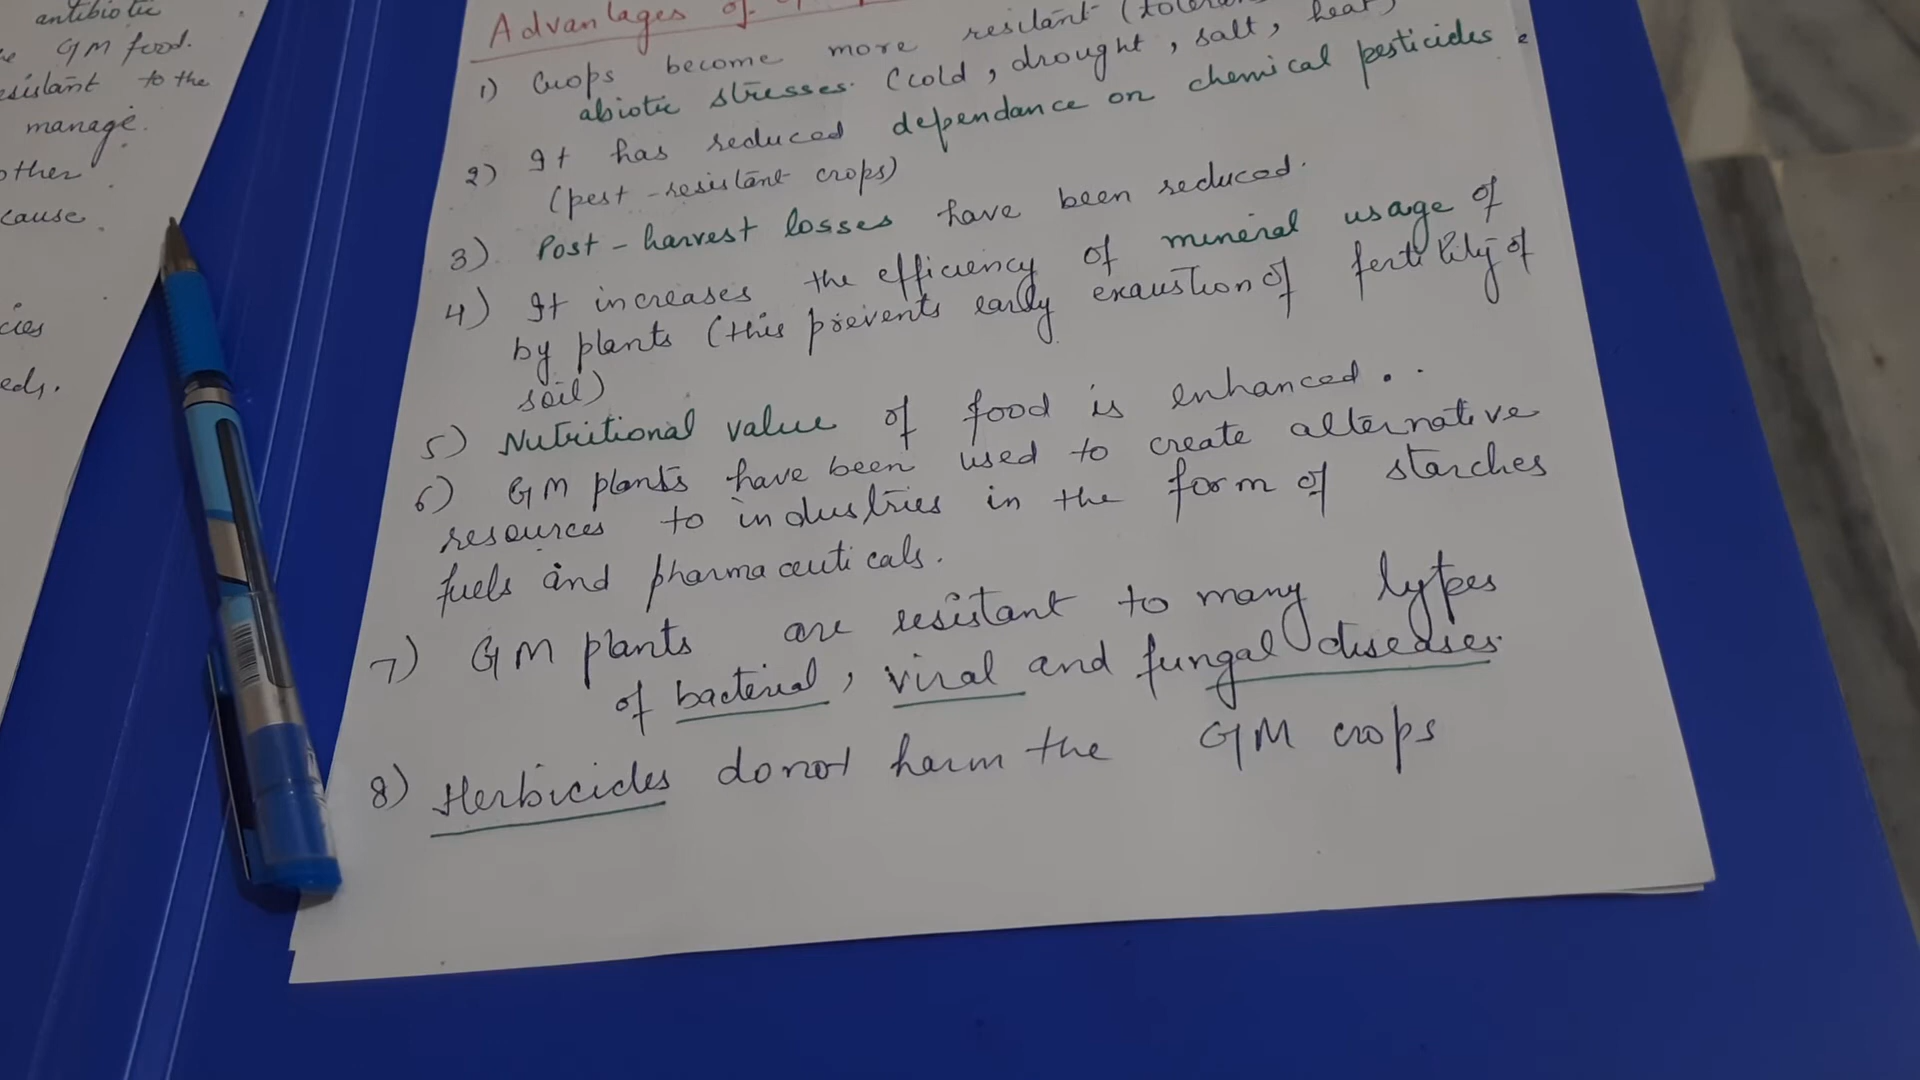 antibiotic
GM food.
to the
manage.
other
cause.
Advantages of
1) Crops become more resistant
abiotic stresses. (cold, drought, salt, heat)
2) It has reduced dependance on chemical pesticides.
(pest-resistant crops)
3) Post-harvest losses have been reduced.
4) It increases the efficiency of mineral usage of
by plants (this prevents early exaustion of fertility of
soil)
5) Nutritional value of food is enhanced..
6) GM plants have been used to create alternative
resources to industries in the form of starches
fuels and pharmaceuticals.
7) GM plants are resistant to many types
of bacterial, viral and fungal diseases.
8) Herbicides do not harm the GM crops